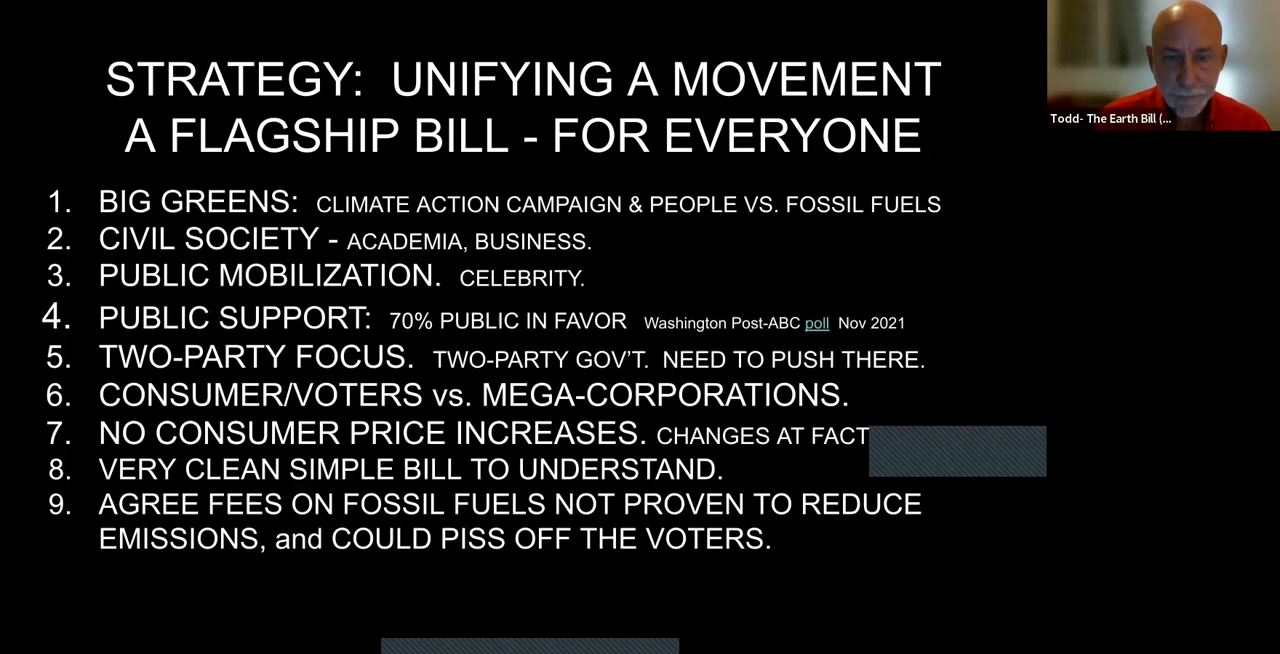 STRATEGY: UNIFYING A MOVEMENT
A FLAGSHIP BILL - FOR EVERYONE
Todd- The Earth Bill (...
1. BIG GREENS: CLIMATE ACTION CAMPAIGN & PEOPLE VS. FOSSIL FUELS
2. CIVIL SOCIETY - ACADEMIA, BUSINESS.
3. PUBLIC MOBILIZATION. CELEBRITY.
4. PUBLIC SUPPORT: 70% PUBLIC IN FAVOR Washington Post-ABC poll Nov 2021
5. TWO-PARTY FOCUS. TWO-PARTY GOV'T. NEED TO PUSH THERE.
6. CONSUMER/VOTERS vs. MEGA-CORPORATIONS.
7. NO CONSUMER PRICE INCREASES. CHANGES AT FACT
8. VERY CLEAN SIMPLE BILL TO UNDERSTAND.
9. AGREE FEES ON FOSSIL FUELS NOT PROVEN TO REDUCE
EMISSIONS, and COULD PISS OFF THE VOTERS.